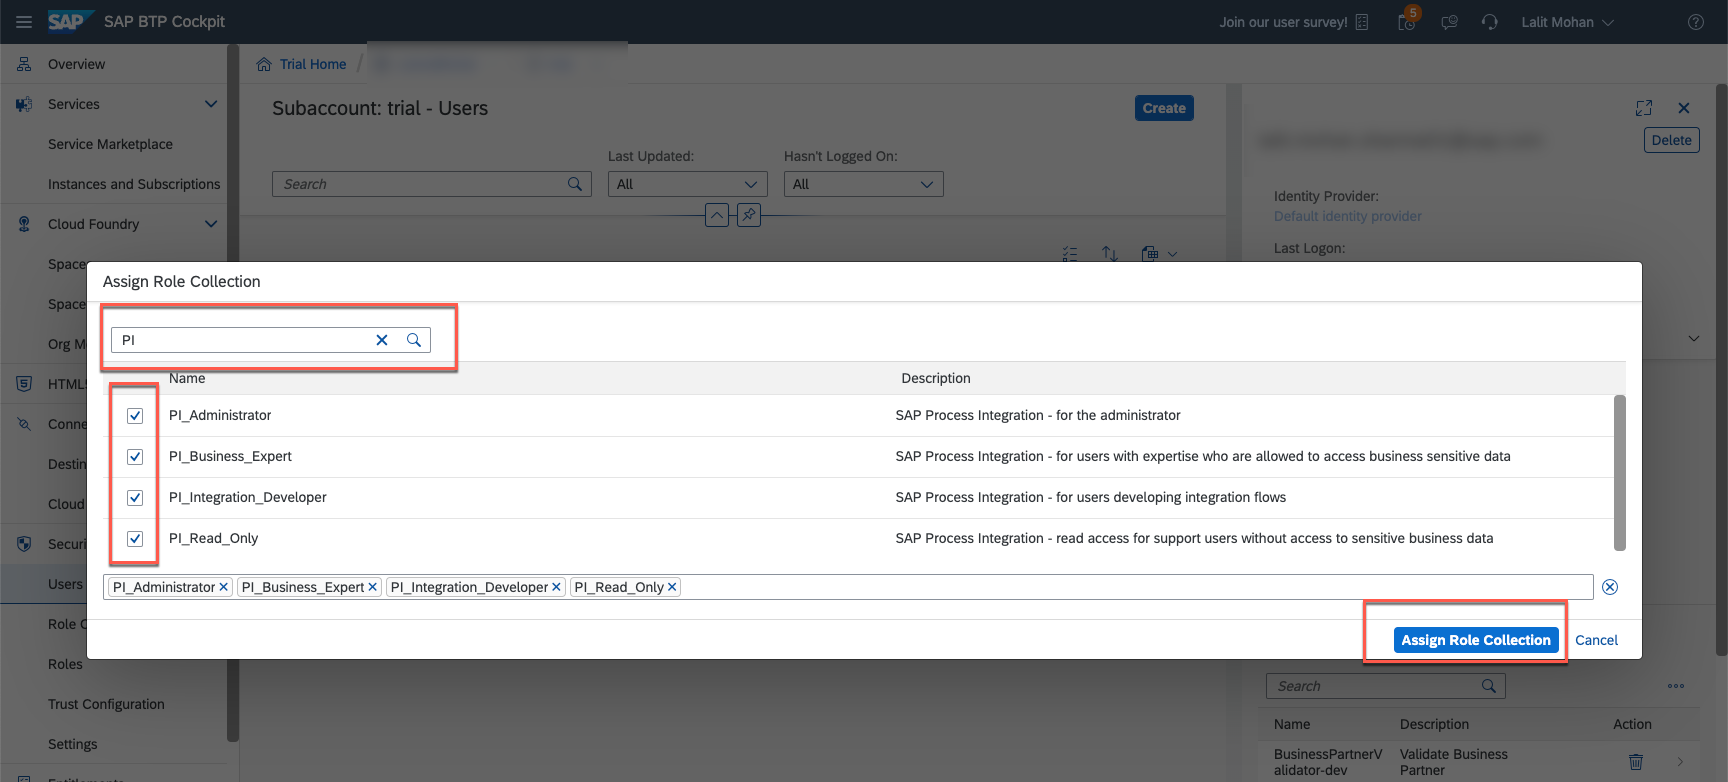 SAP SAP BTP Cockpit
Join our user survey!
5
Lalit Mohan
Overview
Services
Service Marketplace
Instances and Subscriptions
Cloud Foundry
Space
Space
Org M
HTML5
Conne
Destin
Cloud
Securi
Users
Role C
Roles
Trust Configuration
Settings
Trial Home /
Subaccount: trial - Users
Create
Last Updated:
Hasn't Logged On:
Search
All
All
Delete
Identity Provider:
Default identity provider
Last Logon:
Assign Role Collection
PI
Name Description
PI_Administrator SAP Process Integration - for the administrator
PI_Business_Expert SAP Process Integration - for users with expertise who are allowed to access business sensitive data
PI_Integration_Developer SAP Process Integration - for users developing integration flows
PI_Read_Only SAP Process Integration - read access for support users without access to sensitive business data
PI_Administrator PI_Business_Expert PI_Integration_Developer PI_Read_Only
Assign Role Collection Cancel
Search
Name Description Action
BusinessPartnerV Validate Business
alidator-dev Partner